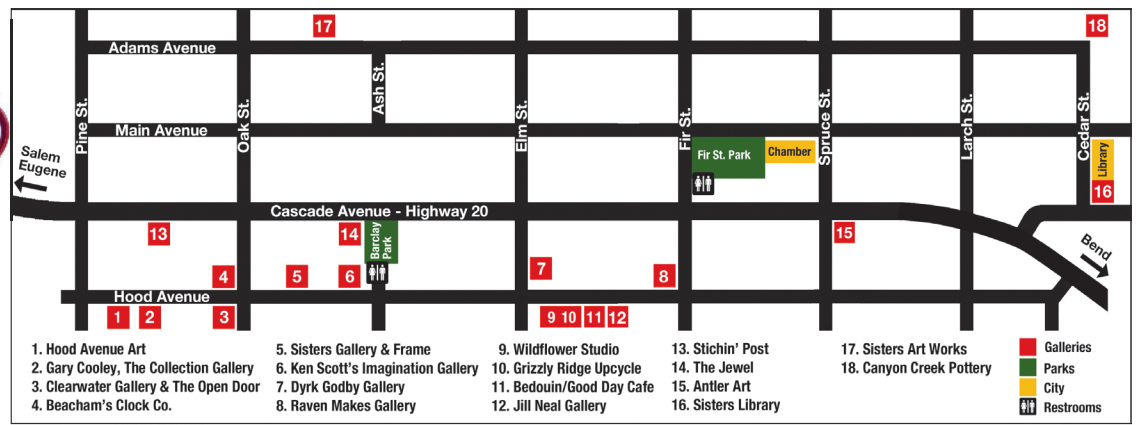 17
18
Adams Avenue
Pine St.
Oak St.
Ash St.
Elm St.
Fir St.
Spruce St.
Larch St.
Cedar St.
Main Avenue
Fir St. Park
Chamber
Library
16
Salem
Eugene
Cascade Avenue - Highway 20
13
14
Barclay
Park
15
Bend
4
5
6
7
8
Hood Avenue
1
2
3
9
10
11
12
1. Hood Avenue Art
2. Gary Cooley, The Collection Gallery
3. Clearwater Gallery & The Open Door
4. Beacham's Clock Co.
5. Sisters Gallery & Frame
6. Ken Scott's Imagination Gallery
7. Dyrk Godby Gallery
8. Raven Makes Gallery
9. Wildflower Studio
10. Grizzly Ridge Upcycle
11. Bedouin/Good Day Cafe
12. Jill Neal Gallery
13. Stichin' Post
14. The Jewel
15. Antler Art
16. Sisters Library
17. Sisters Art Works
18. Canyon Creek Pottery
Galleries
Parks
City
Restrooms